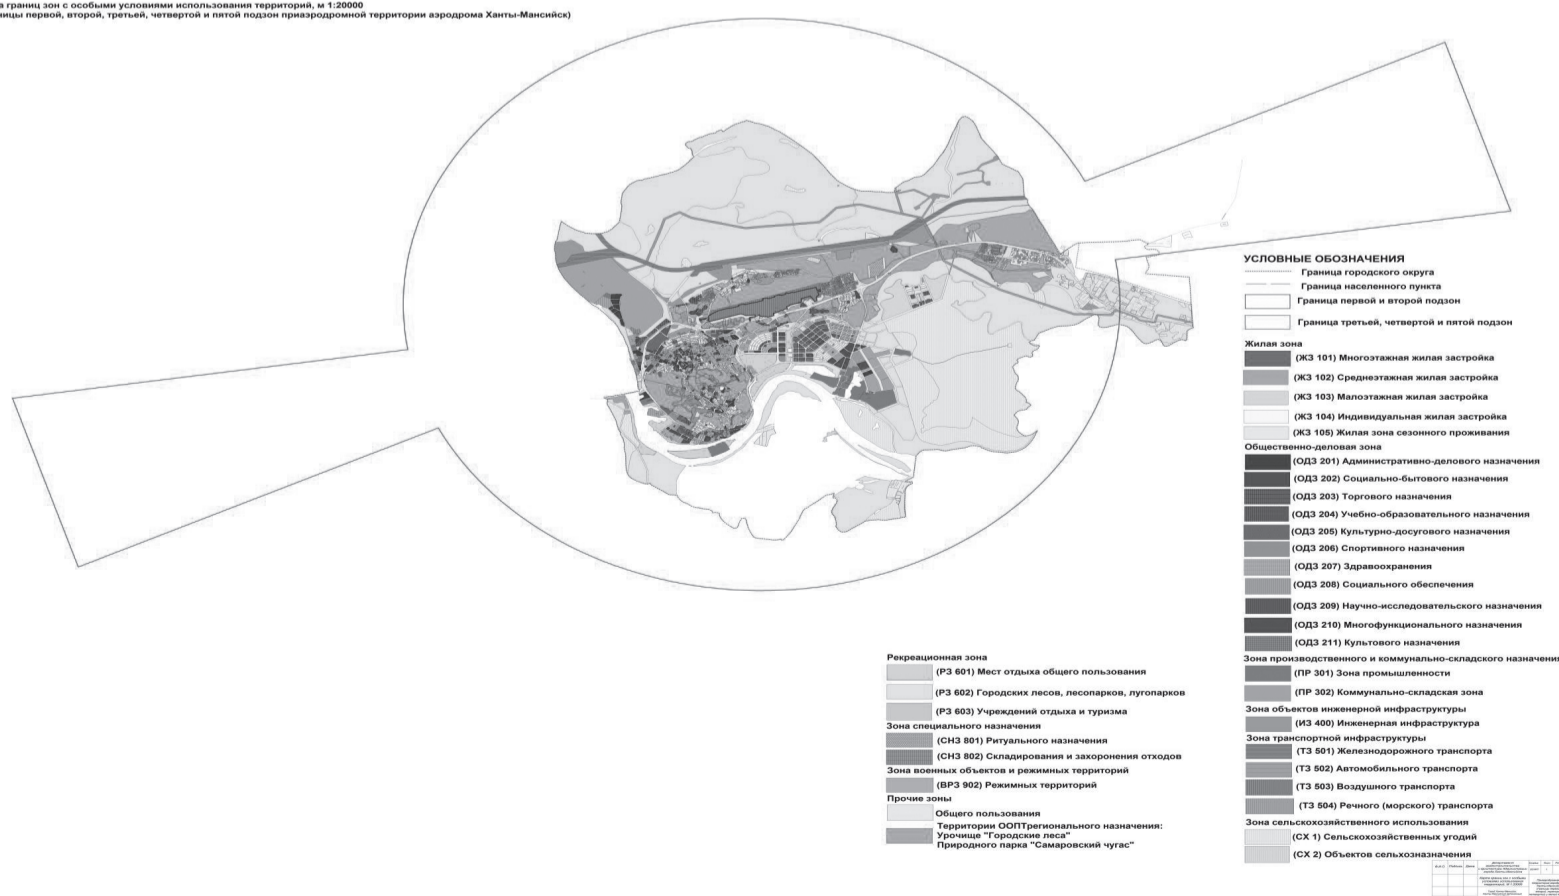 границ зон с особыми условиями использования территорий, м 1:20000
ницы первой, второй, третьей, четвертой и пятой подзон приаэродромной территории аэродрома Ханты-Мансийск)
УСЛОВНЫЕ ОБОЗНАЧЕНИЯ
Граница городского округа
Граница населенного пункта
Граница первой и второй подзон
Граница третьей, четвертой и пятой подзон
Жилая зона
(ЖЗ 101) Многоэтажная жилая застройка
(ЖЗ 102) Среднеэтажная жилая застройка
(ЖЗ 103) Малоэтажная жилая застройка
(ЖЗ 104) Индивидуальная жилая застройка
(ЖЗ 105) Жилая зона сезонного проживания
Общественно-деловая зона
(ОДЗ 201) Административно-делового назначения
(ОДЗ 202) Социально-бытового назначения
(ОДЗ 203) Торгового назначения
(ОДЗ 204) Учебно-образовательного назначения
(ОДЗ 205) Культурно-досугового назначения
(ОДЗ 206) Спортивного назначения
(ОДЗ 207) Здравоохранения
(ОДЗ 208) Социального обеспечения
(ОДЗ 209) Научно-исследовательского назначения
(ОДЗ 210) Многофункционального назначения
(ОДЗ 211) Культового назначения
Зона производственного и коммунально-складского назначения
(ПР 301) Зона промышленности
(ПР 302) Коммунально-складская зона
Зона объектов инженерной инфраструктуры
(ИЗ 400) Инженерная инфраструктура
Зона транспортной инфраструктуры
(ТЗ 501) Железнодорожного транспорта
(ТЗ 502) Автомобильного транспорта
(ТЗ 503) Воздушного транспорта
(ТЗ 504) Речного (морского) транспорта
Зона сельскохозяйственного использования
(СХ 1) Сельскохозяйственных угодий
(СХ 2) Объектов сельхозназначения
Рекреационная зона
(РЗ 601) Мест отдыха общего пользования
(РЗ 602) Городских лесов, лесопарков, лугопарков
(РЗ 603) Учреждений отдыха и туризма
Зона специального назначения
(СНЗ 801) Ритуального назначения
(СНЗ 802) Складирования и захоронения отходов
Зона военных объектов и режимных территорий
(ВРЗ 902) Режимных территорий
Прочие зоны
Общего пользования
Территории ООПТрегионального назначения:
Урочище "Городские леса"
Природного парка "Самаровский чугас"